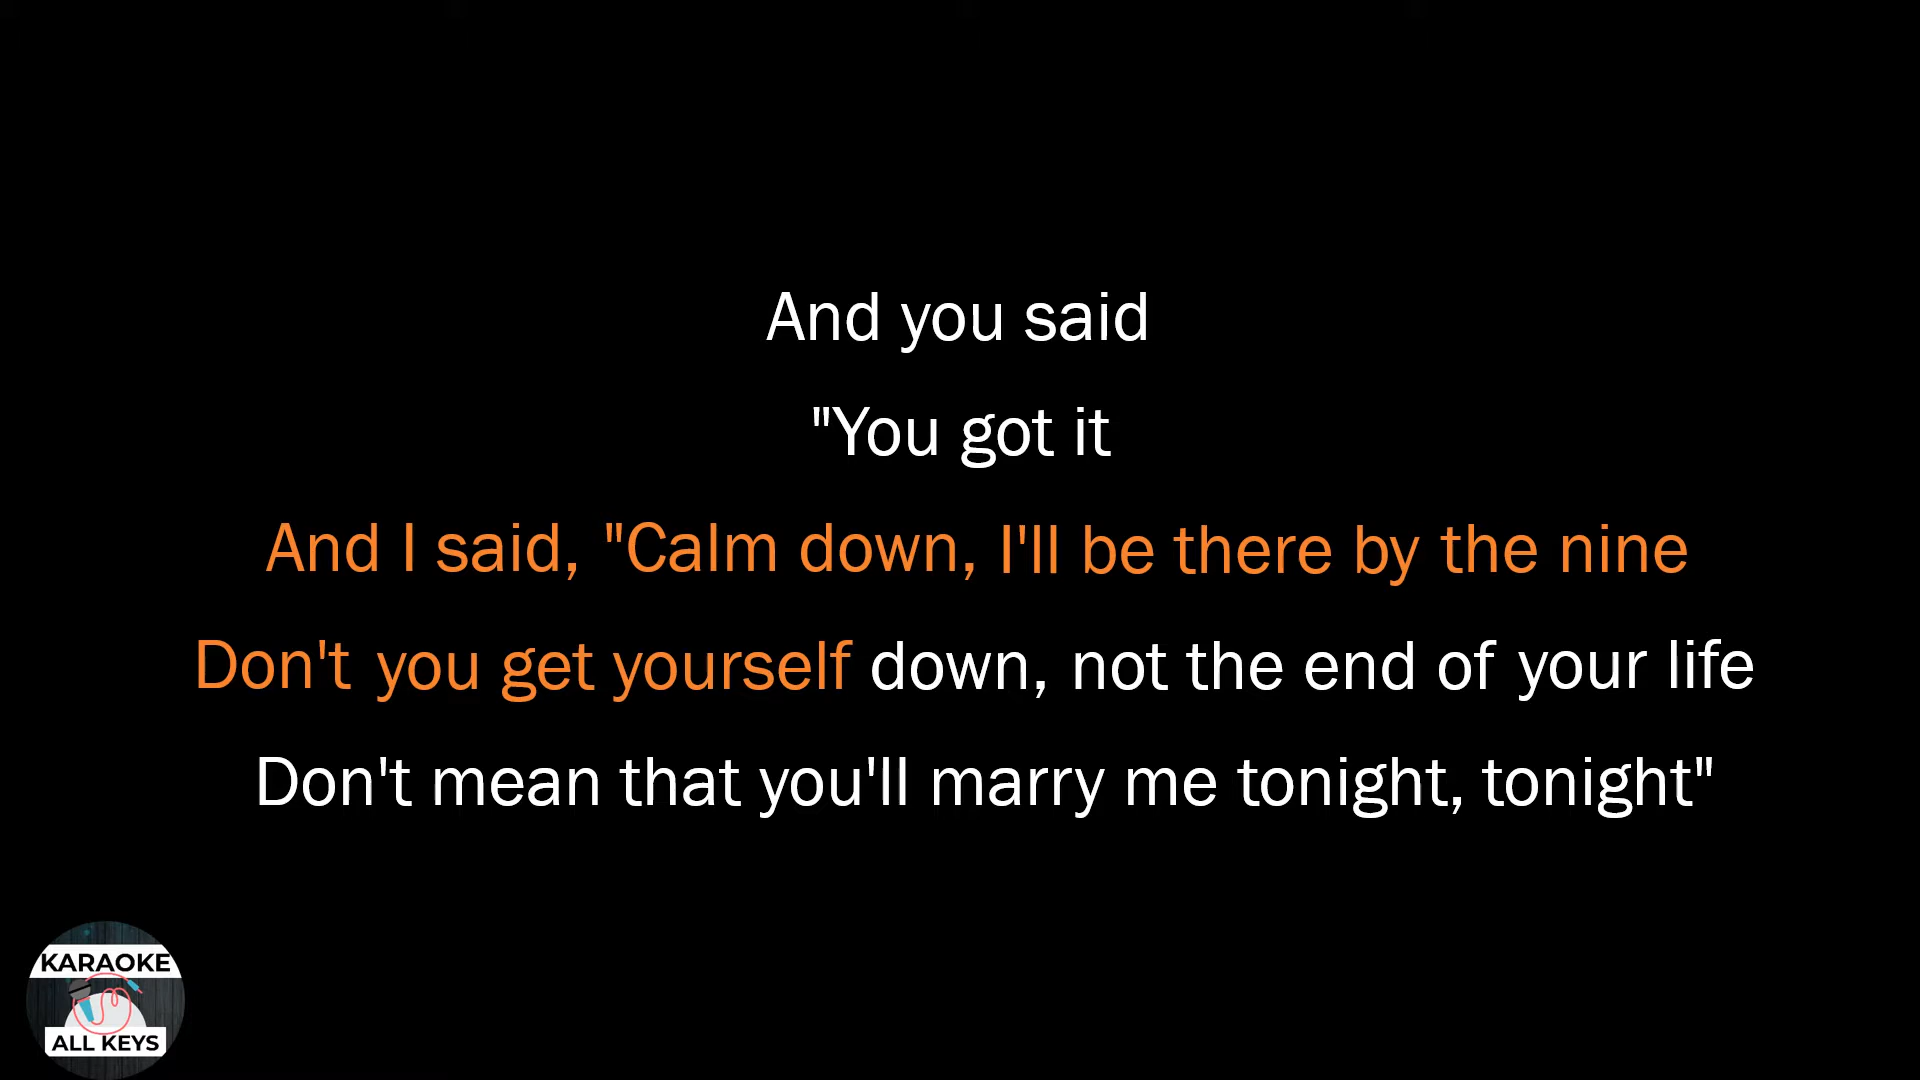 And you said
"You got it
And I said, "Calm down, I'll be there by the nine
Don't you get yourself down, not the end of your life
Don't mean that you'll marry me tonight, tonight"
KARAOKE
ALL KEYS